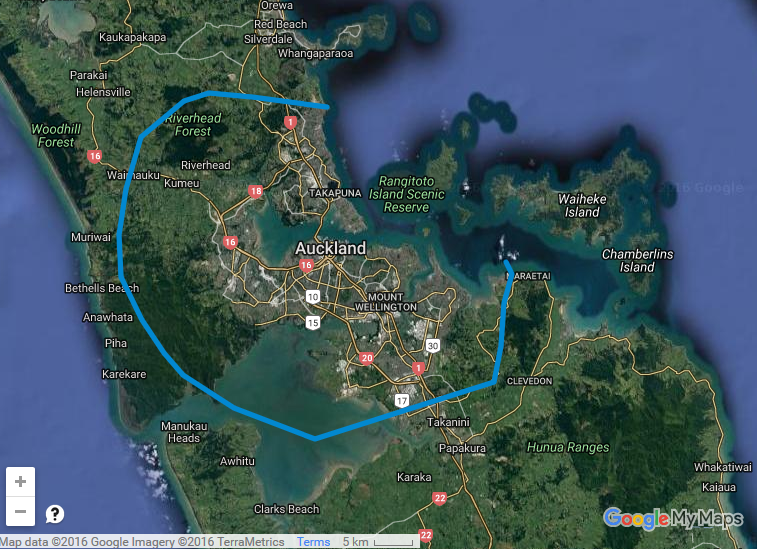 Orewa
Red Beach
Kaukapakapa
Silverdale
Whangaparaoa
Parakai
Helensville
Riverhead
Forest
1
Woodhill
Forest
16
Riverhead
Waimauku
Kumeu
18
TAKAPUNA
Rangitoto
Island Scenic
Reserve
2016 Google
Waiheke
Island
Muriwai
16
Auckland
Chamberlins
Island
16
MARAETAI
Bethells Beach
10
MOUNT
WELLINGTON
Anawhata
15
Piha
30
20
1
Karekare
CLEVEDON
17
Manukau
Heads
Takanini
Papakura
Hunua Ranges
Awhitu
Karaka
Whakatiwai
Kaiaua
+
22
Clarks Beach
−
?
Google My Maps
22
Map data ©2016 Google Imagery ©2016 TerraMetrics
Terms
5 km